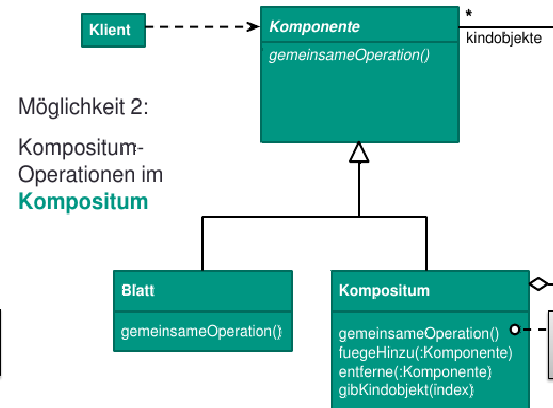 Klient
Komponente
gemeinsameOperation()
*
kindobjekte
Möglichkeit 2:
Kompositum-
Operationen im
Kompositum
Blatt
gemeinsameOperation()
Kompositum
gemeinsameOperation()
fuegeHinzu(:Komponente)
entferne(:Komponente)
gibKindobjekt(index)